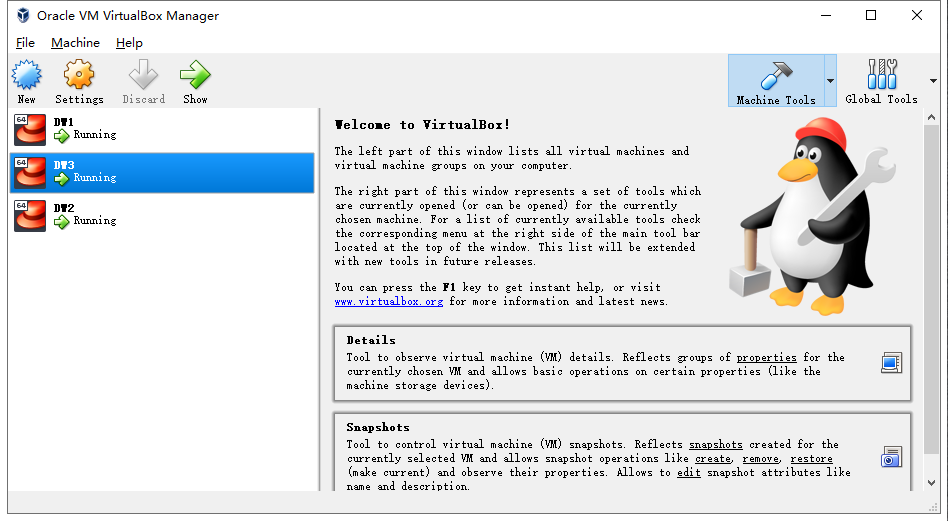 Oracle VM VirtualBox Manager
File Machine Help
New Settings Discard Show Machine Tools Global Tools
64 DW1
Running
64 DW3
Running
64 DW2
Running
Welcome to VirtualBox!
The left part of this window lists all virtual machines and
virtual machine groups on your computer.
The right part of this window represents a set of tools which
are currently opened (or can be opened) for the currently
chosen machine. For a list of currently available tools check
the corresponding menu at the right side of the main tool bar
located at the top of the window. This list will be extended
with new tools in future releases.
You can press the F1 key to get instant help, or visit
www.virtualbox.org for more information and latest news.
Details
Tool to observe virtual machine (VM) details. Reflects groups of properties for the
currently chosen VM and allows basic operations on certain properties (like the
machine storage devices).
Snapshots
Tool to control virtual machine (VM) snapshots. Reflects snapshots created for the
currently selected VM and allows snapshot operations like create, remove, restore
(make current) and observe their properties. Allows to edit snapshot attributes like
name and description.